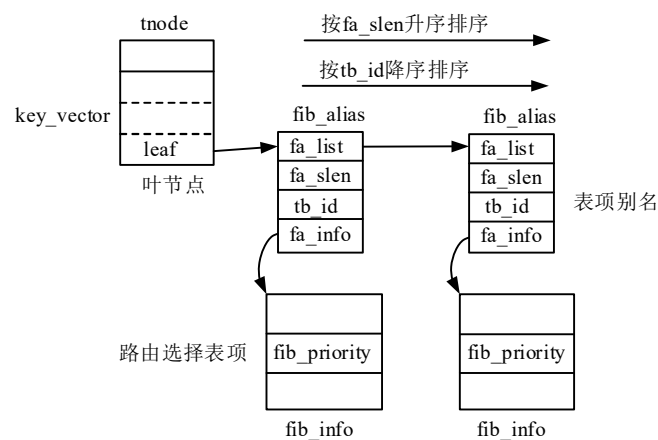 tnode
按fa_slen升序排序
按tb_id降序排序
key_vector
fib_alias
fib_alias
leaf
fa_list
fa_list
叶节点
fa_slen
fa_slen
tb_id
tb_id
表项别名
fa_info
fa_info
路由选择表项
fib_priority
fib_priority
fib_info
fib_info